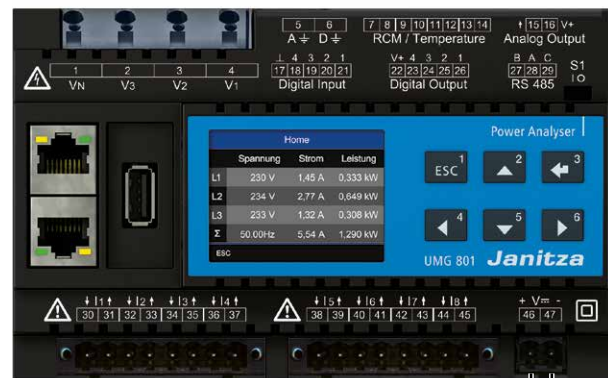 5 6 7 8 9 10 11 12 13 14 15 16 V+
A D RCM / Temperature Analog Output
1 2 3 4 ⊥ 4 3 2 1 V+ 4 3 2 1 B A C S1
VN V3 V2 V1 17 18 19 20 21 22 23 24 25 26 27 28 29 I O
Digital Input Digital Output RS 485
Power Analyser
Home
Spannung Strom Leistung
L1 230 V 1,45 A 0,333 kW
L2 234 V 2,77 A 0,649 kW
L3 233 V 1,32 A 0,308 kW
Σ 50.00Hz 5,54 A 1,290 kW
ESC
ESC 1 2 3
4 5 6
UMG 801 Janitza
I1 I2 I3 I4 I5 I6 I7 I8 + V - 
30 31 32 33 34 35 36 37 38 39 40 41 42 43 44 45 46 47